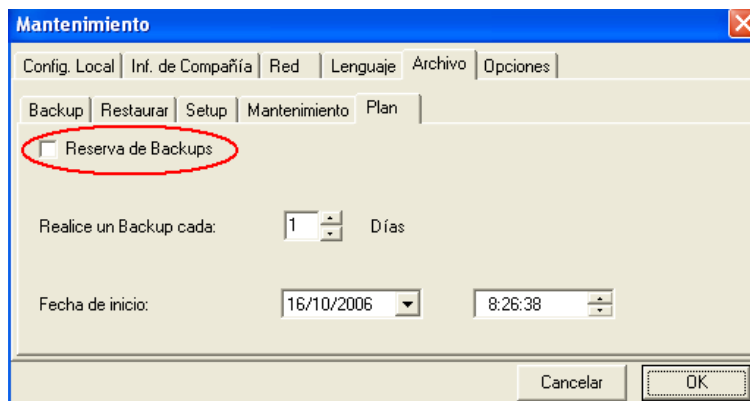 Mantenimiento
Config. Local Inf. de Compañía Red Lenguaje Archivo Opciones
Backup Restaurar Setup Mantenimiento Plan
Reserva de Backups
Realice un Backup cada: 1 Días
Fecha de inicio: 16/10/2006 8:26:38
Cancelar OK